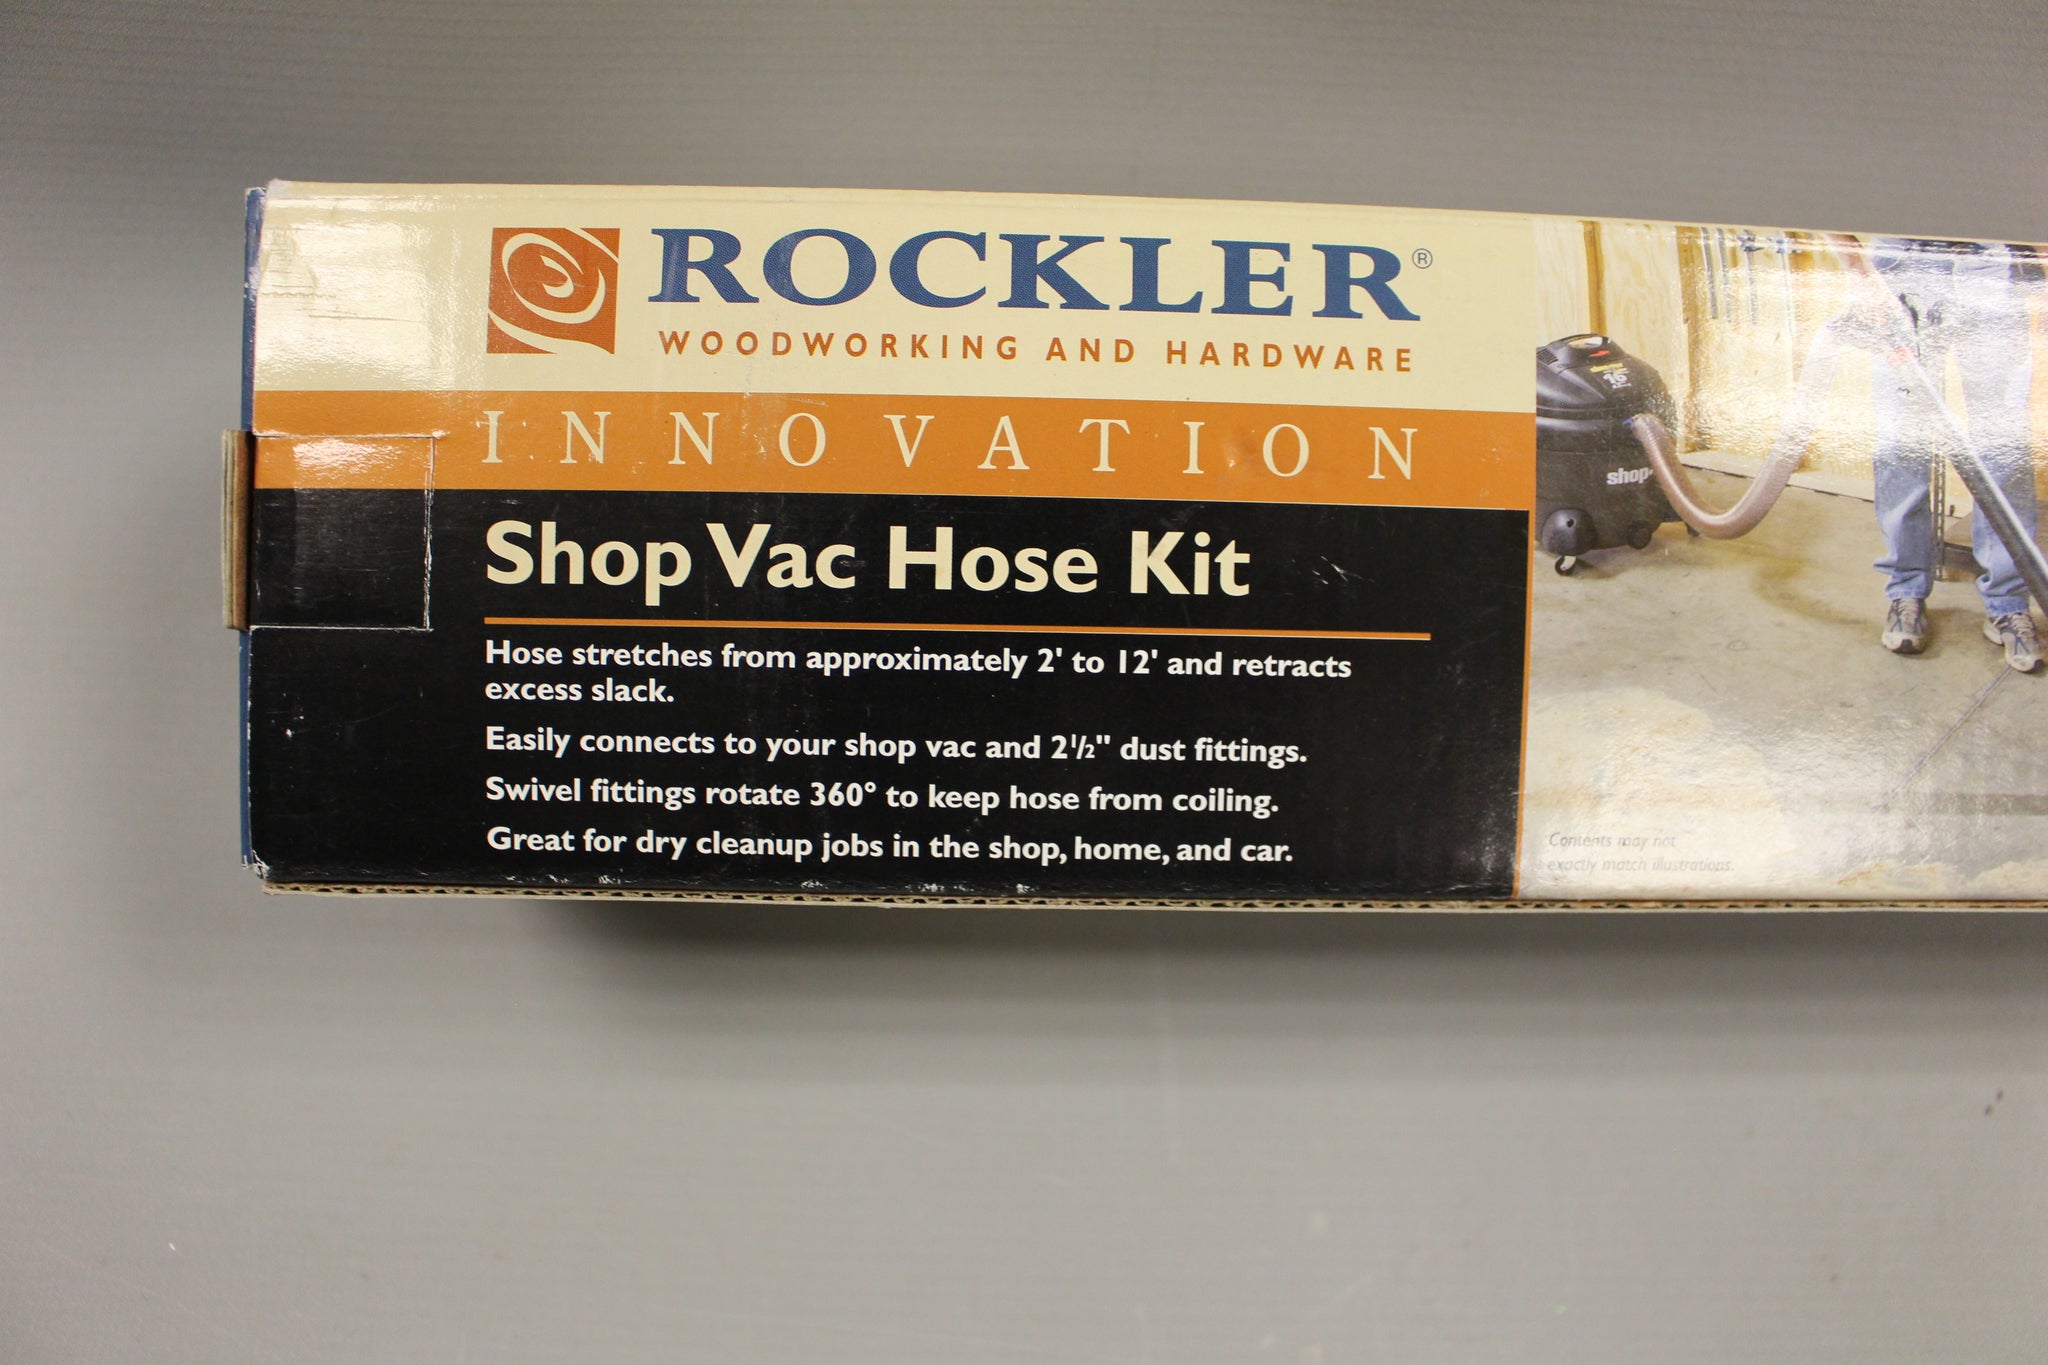 ROCKLER®
WOODWORKING AND HARDWARE
INNOVATION
Shop Vac Hose Kit
Hose stretches from approximately 2' to 12' and retracts
excess slack.
Easily connects to your shop vac and 2½" dust fittings.
Swivel fittings rotate 360° to keep hose from coiling.
Great for dry cleanup jobs in the shop, home, and car.
16
shop
Contents may not
exactly match illustrations.